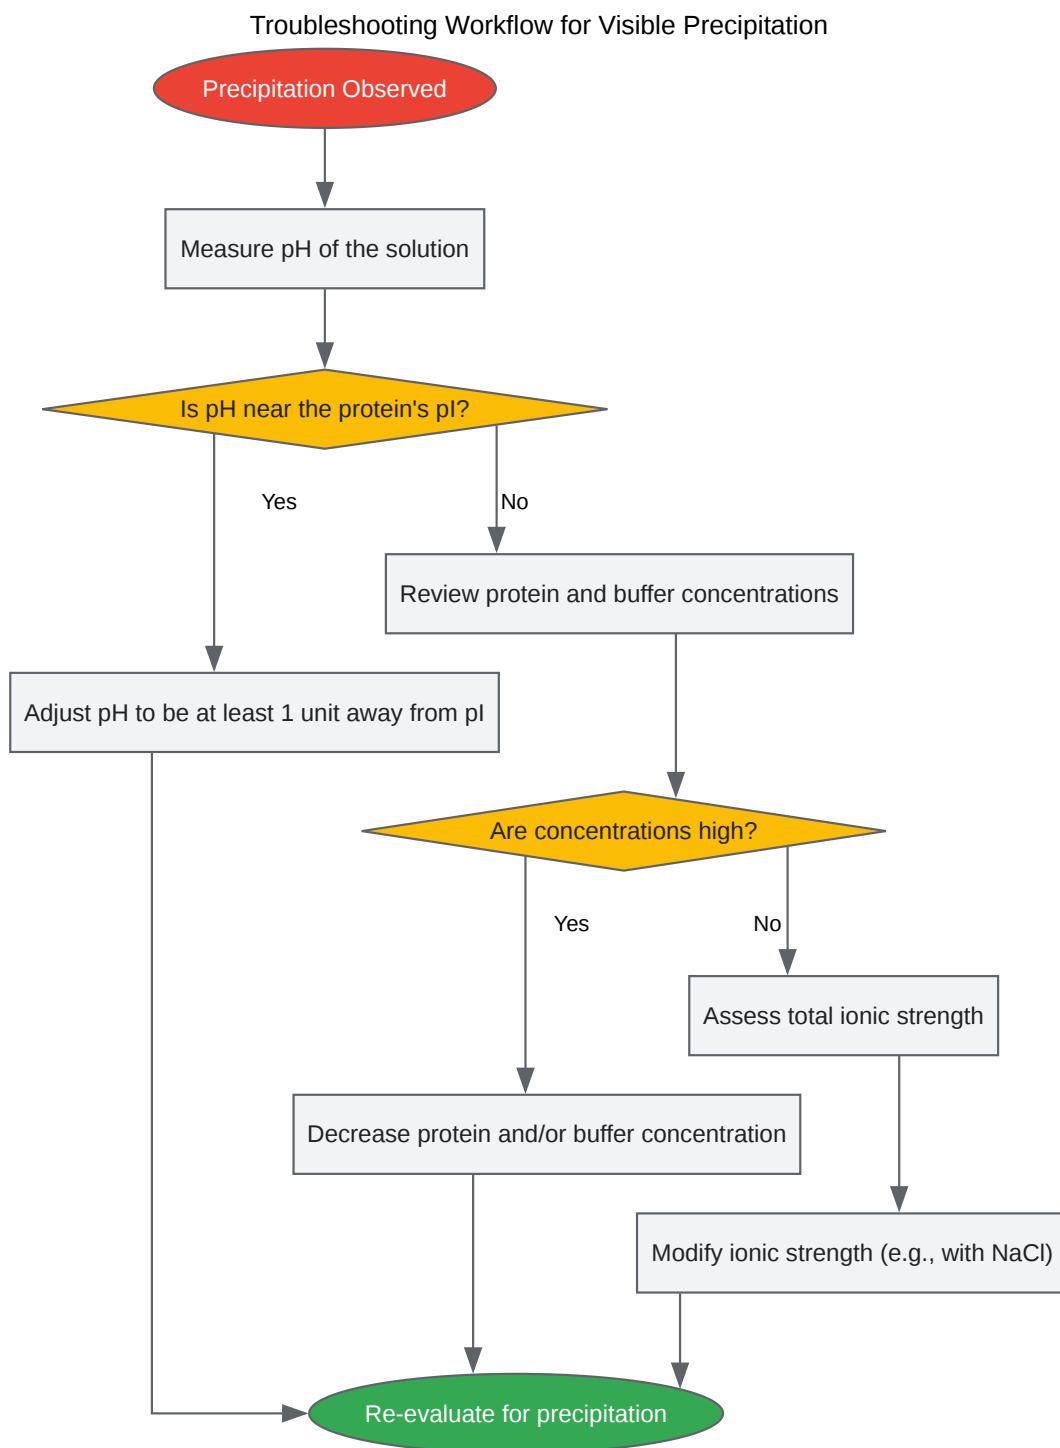 Troubleshooting Workflow for Visible Precipitation
Precipitation Observed
Measure pH of the solution
Is pH near the protein's pI?
Yes
No
Review protein and buffer concentrations
Adjust pH to be at least 1 unit away from pI
Are concentrations high?
Yes
No
Assess total ionic strength
Decrease protein and/or buffer concentration
Modify ionic strength (e.g., with NaCl)
Re-evaluate for precipitation